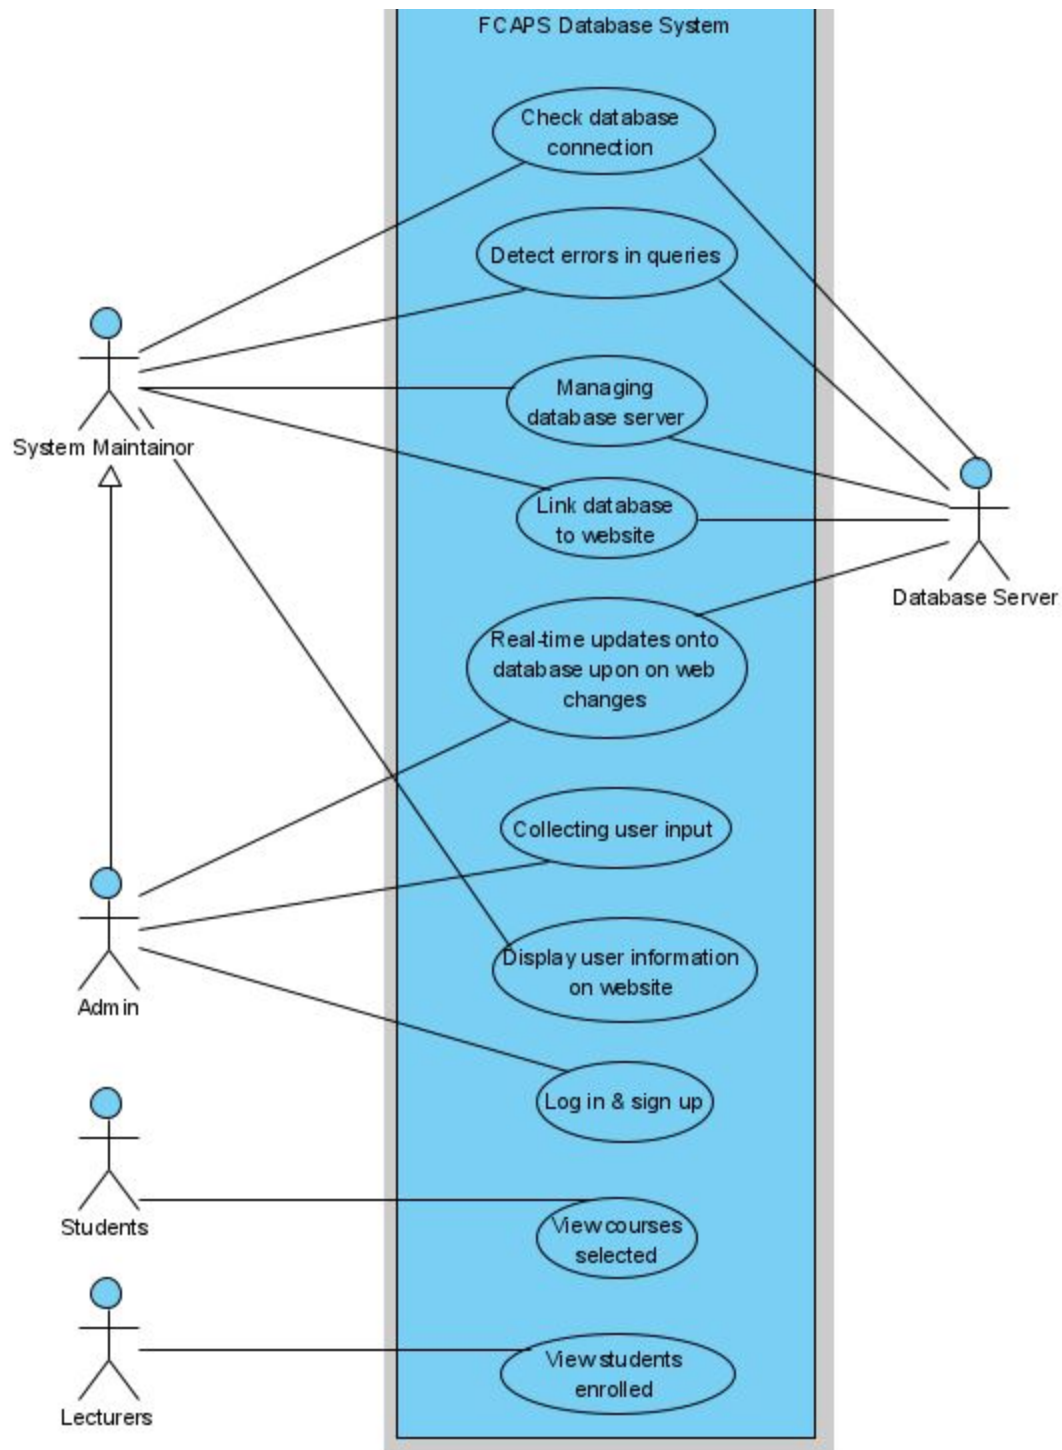 FCAPS Database System
Check database
connection
Detect errors in queries
Managing
database server
System Maintainor
Link database
to website
Database Server
Real-time updates onto
database upon on web
changes
Collecting user input
Display user information
on website
Admin
Log in & sign up
Students
View courses
selected
View students
enrolled
Lecturers